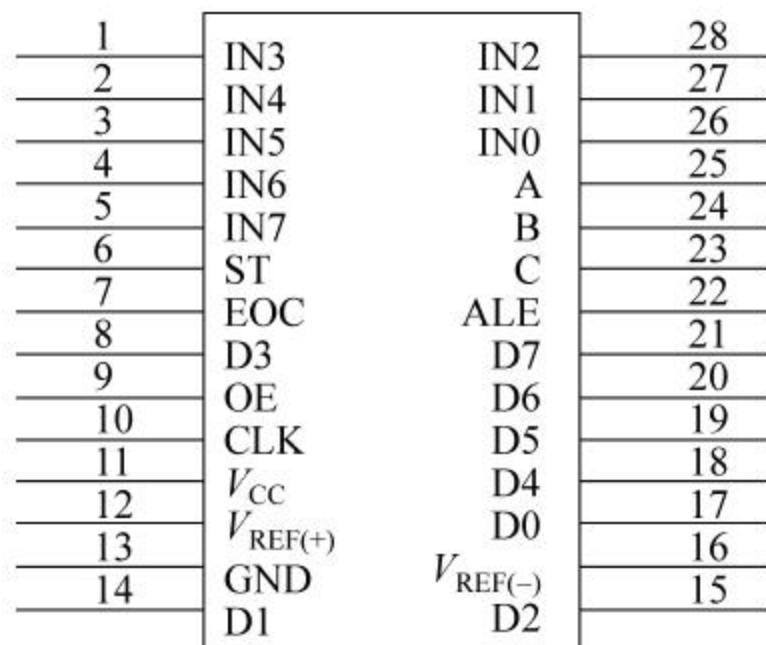 1 IN3 IN2 28
2 IN4 IN1 27
3 IN5 IN0 26
4 IN6 A 25
5 IN7 B 24
6 ST C 23
7 EOC ALE 22
8 D3 D7 21
9 OE D6 20
10 CLK D5 19
11 VCC D4 18
12 VREF(+) D0 17
13 GND VREF(−) 16
14 D1 D2 15